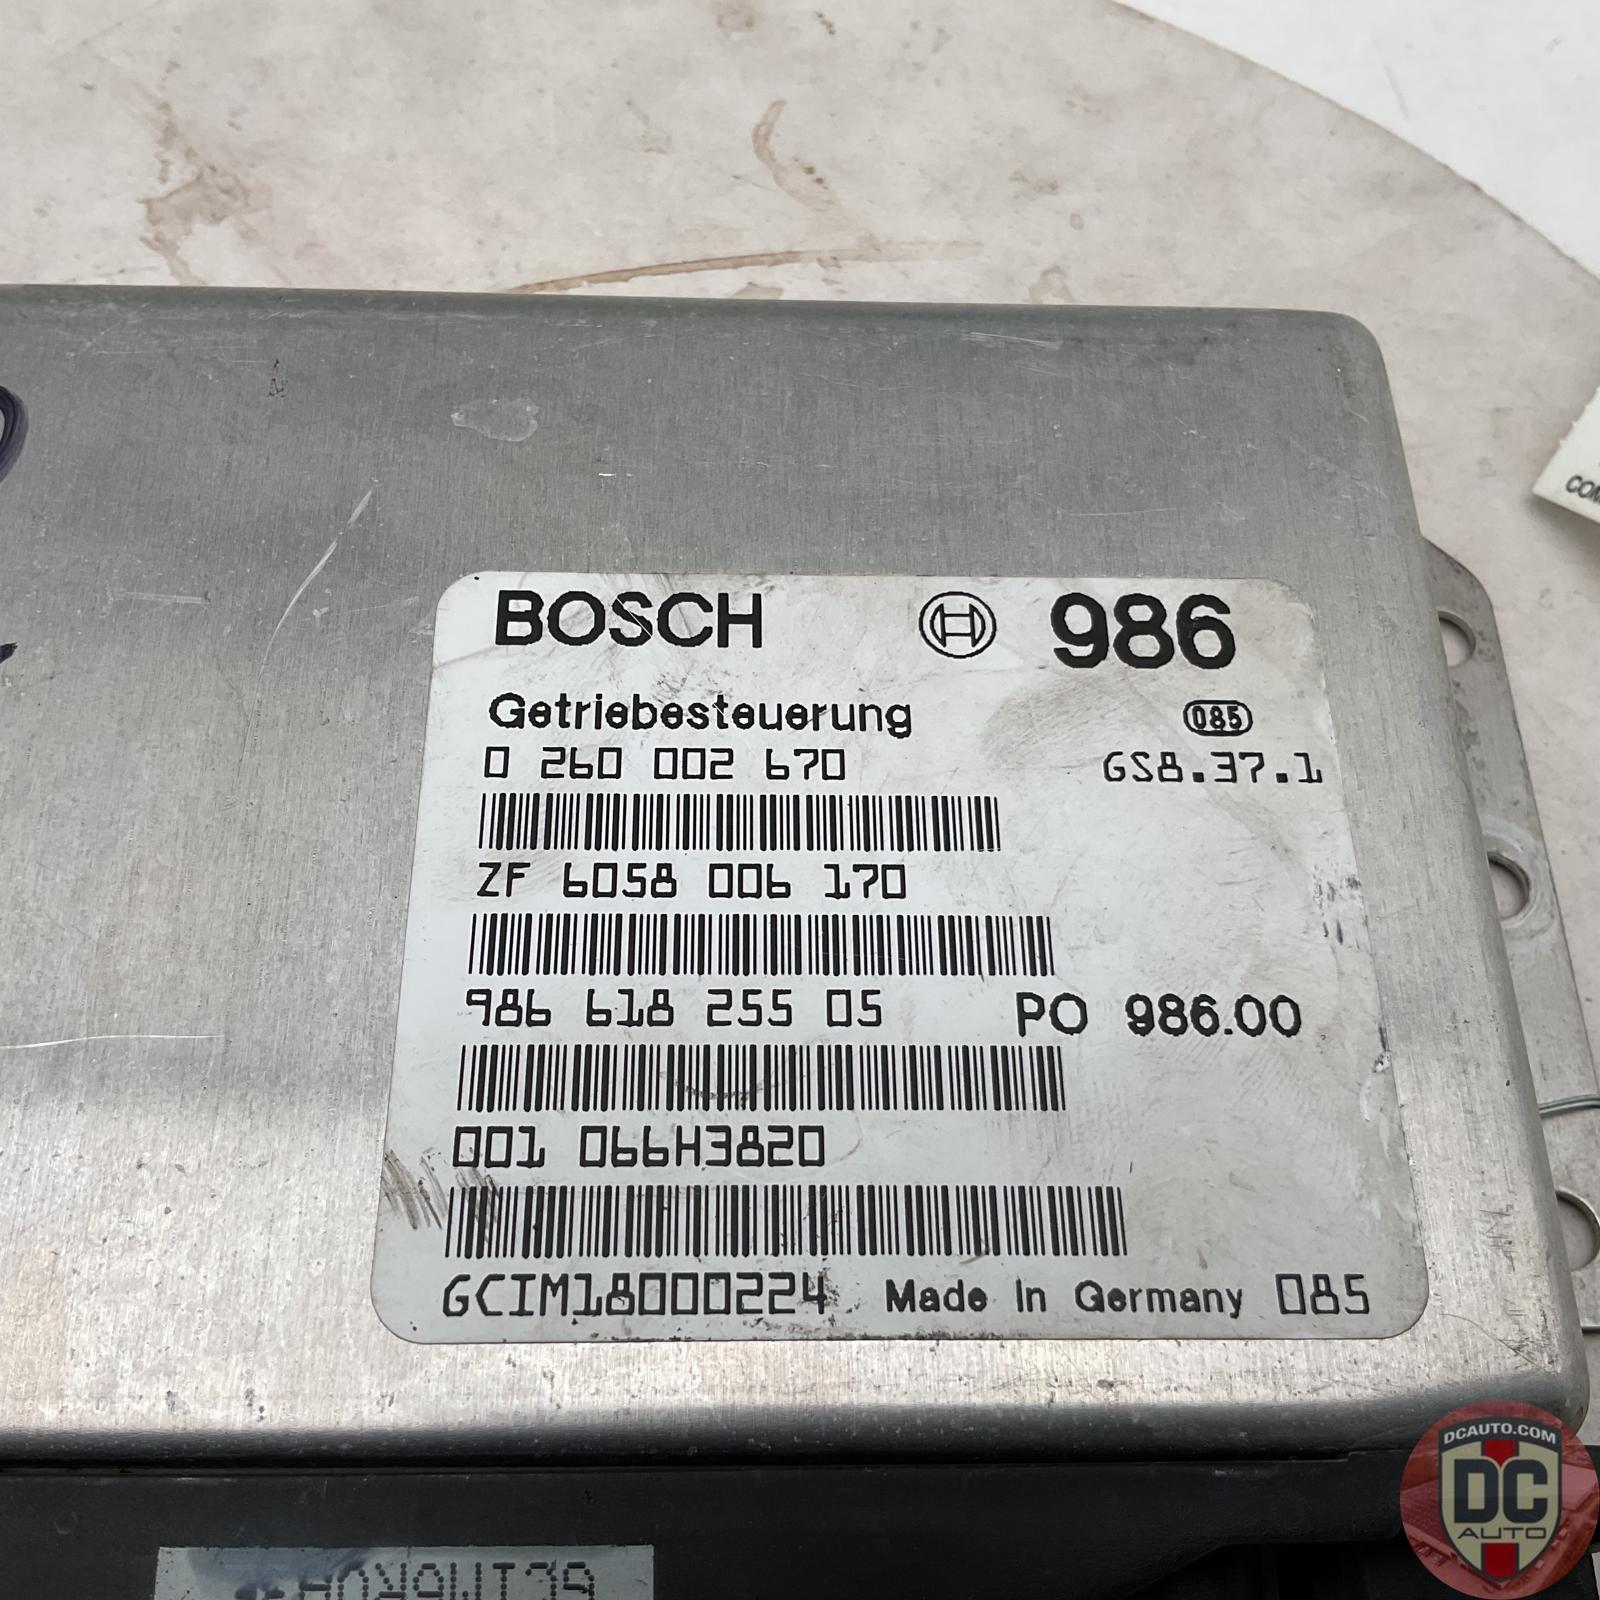 BOSCH 986
Getriebesteuerung 085
0 260 002 670 GS8.37.1
ZF 6058 006 170
986 618 255 05 PO 986.00
001 066H3820
GCIM18000224 Made In Germany 085
DCAUTO.COM
DC
AUTO